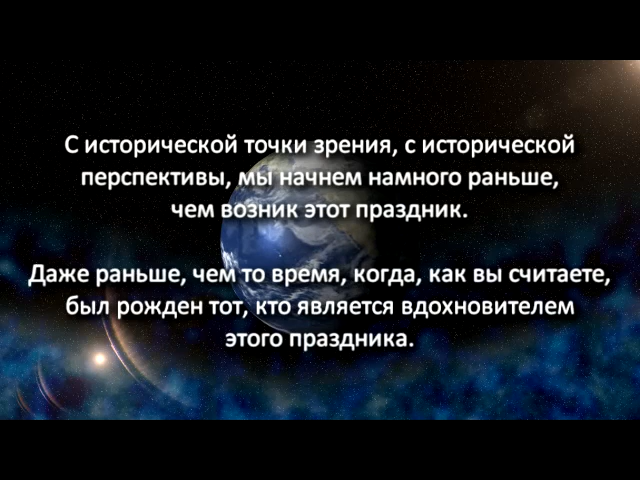 С исторической точки зрения, с исторической
перспективы, мы начнем намного раньше,
чем возник этот праздник.
Даже раньше, чем то время, когда, как вы считаете,
был рожден тот, кто является вдохновителем
этого праздника.